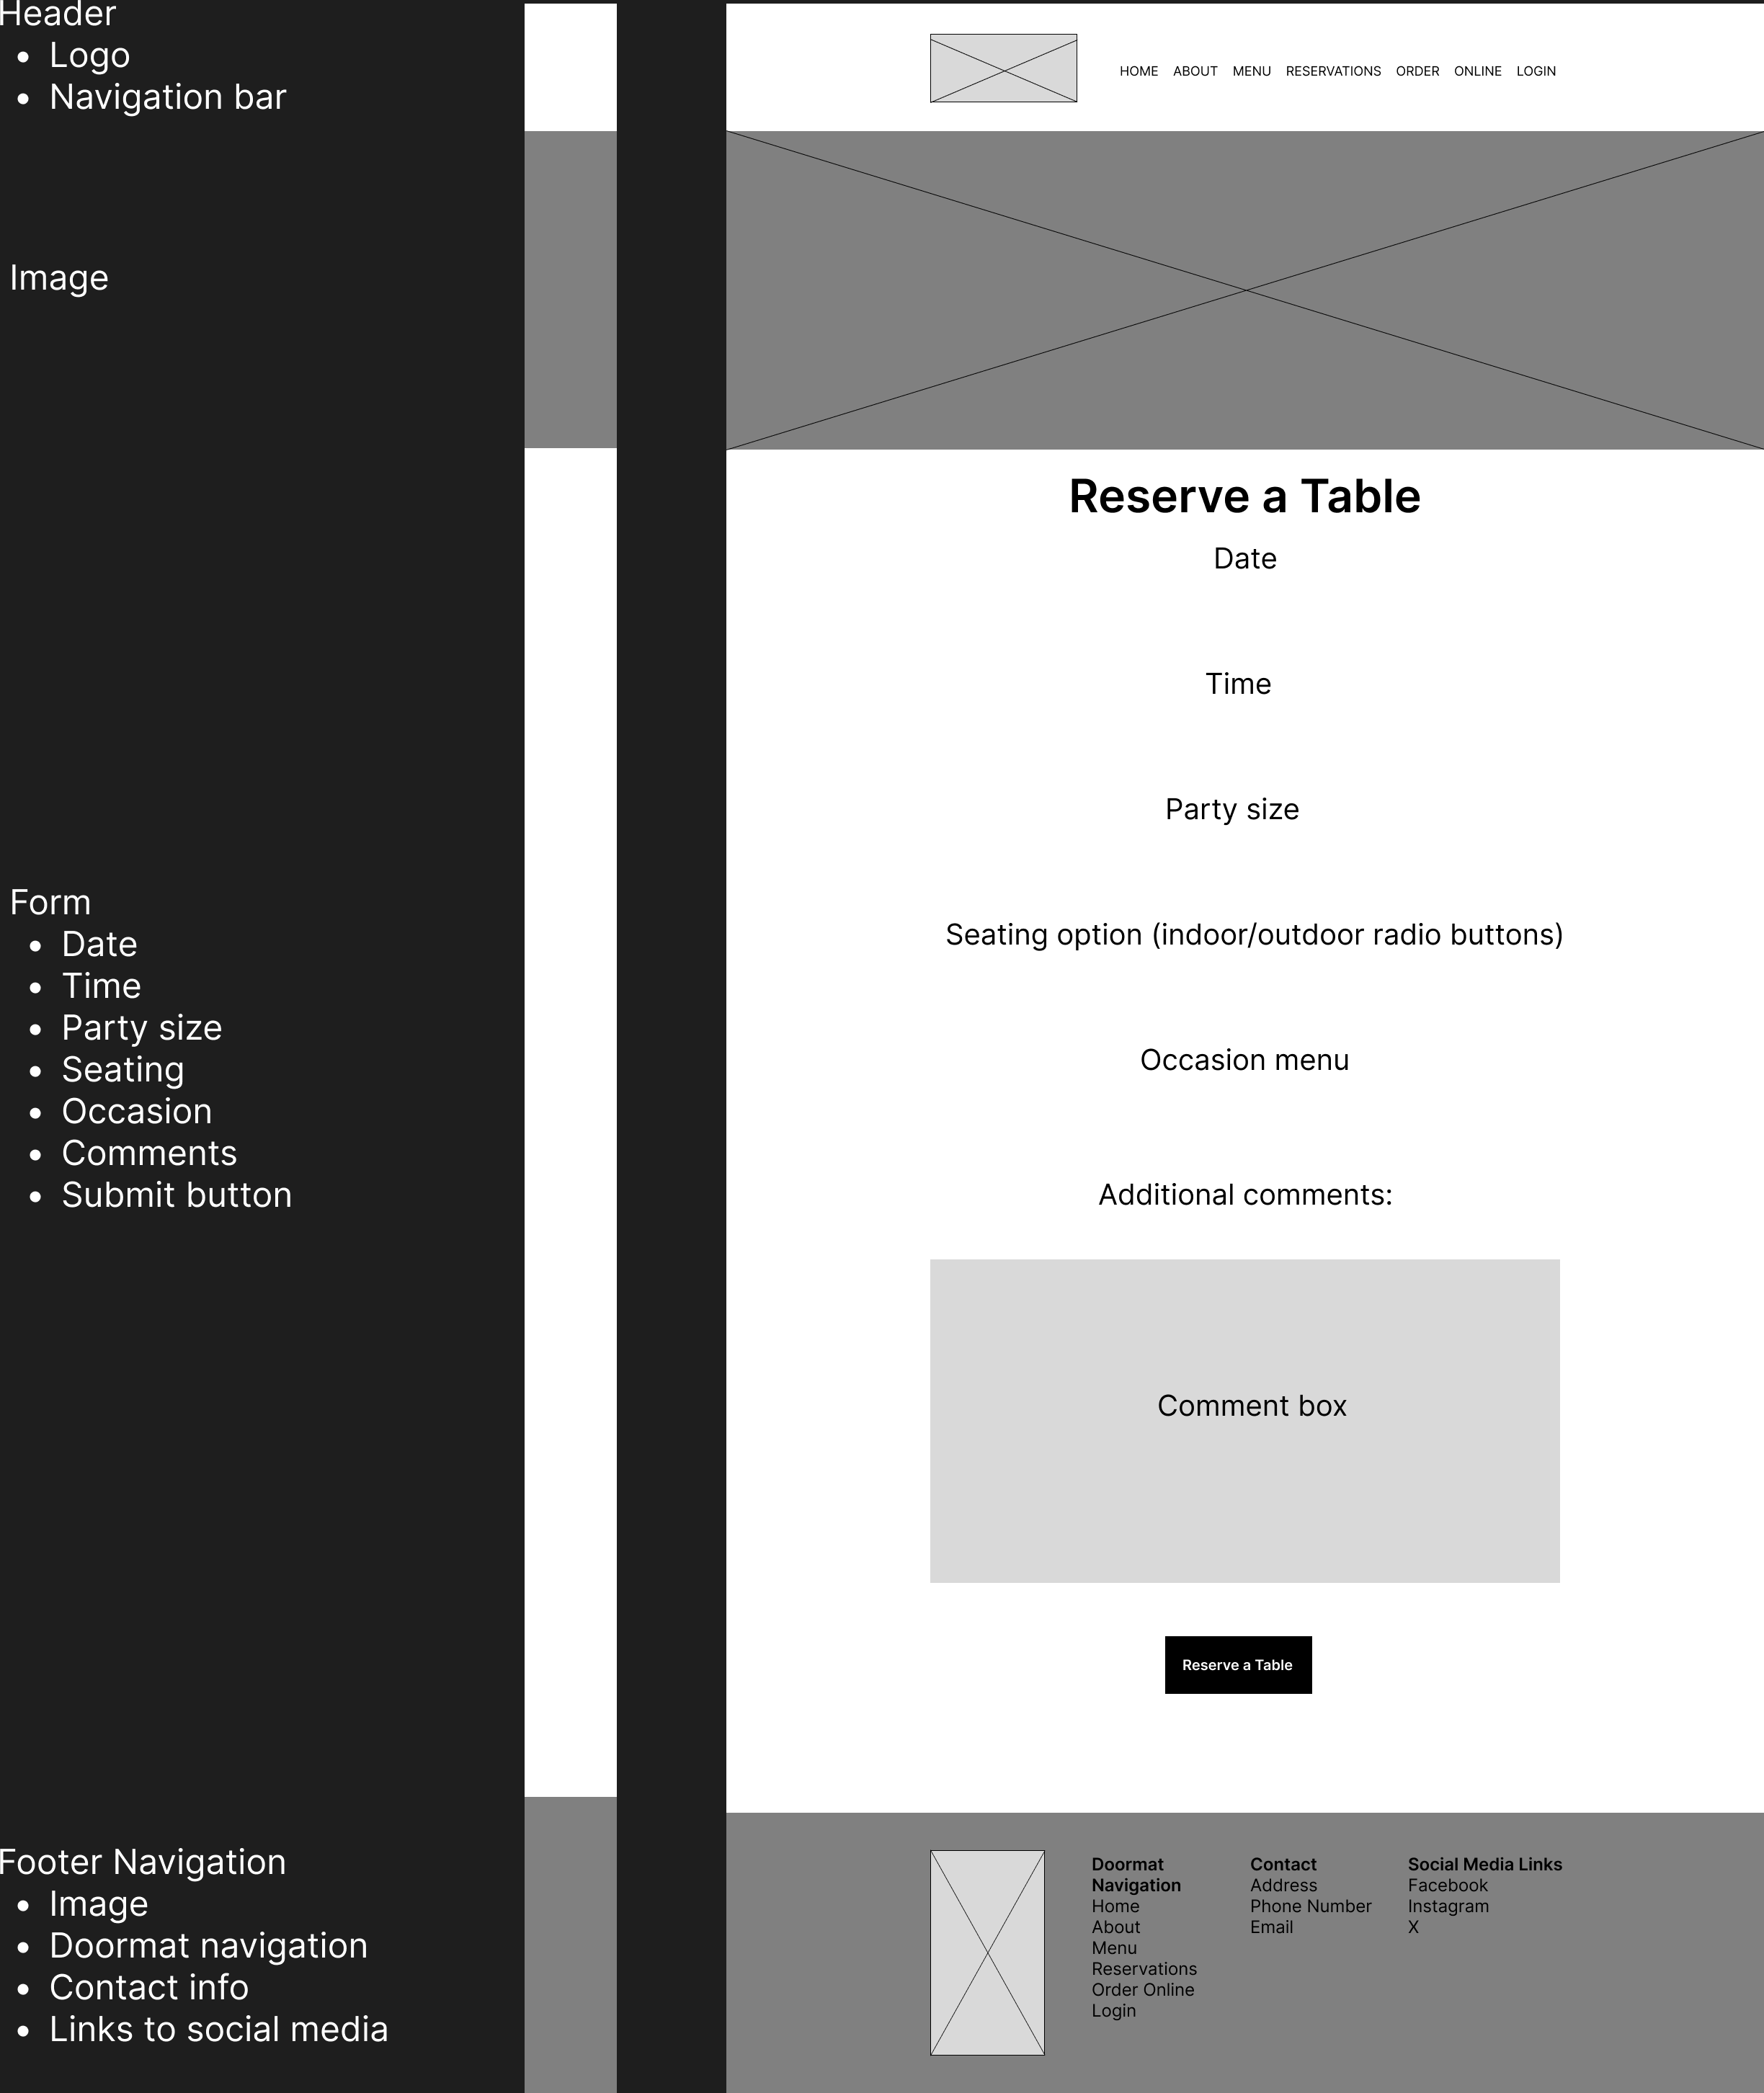 Header
Logo
Navigation bar
Image
Form
Date
Time
Party size
Seating
Occasion
Comments
Submit button
Footer Navigation
Image
Doormat navigation
Contact info
Links to social media
HOME ABOUT MENU RESERVATIONS ORDER ONLINE LOGIN
Reserve a Table
Date
Time
Party size
Seating option (indoor/outdoor radio buttons)
Occasion menu
Additional comments:
Comment box
Reserve a Table
Doormat
Navigation
Home
About
Menu
Reservations
Order Online
Login
Contact
Address
Phone Number
Email
Social Media Links
Facebook
Instagram
X